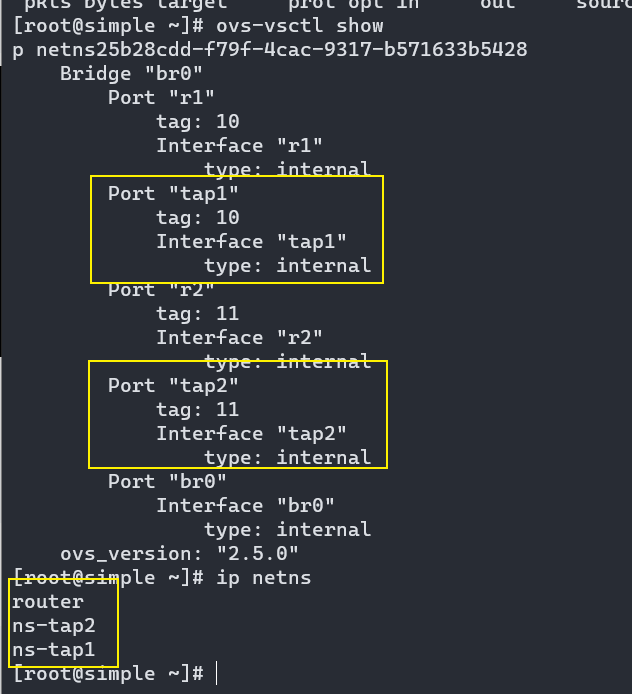 pkts bytes target     prot opt in     out     sourc
[root@simple ~]# ovs-vsctl show
p netns25b28cdd-f79f-4cac-9317-b571633b5428
    Bridge "br0"
        Port "r1"
            tag: 10
            Interface "r1"
                type: internal
        Port "tap1"
            tag: 10
            Interface "tap1"
                type: internal
        Port "r2"
            tag: 11
            Interface "r2"
                type: internal
        Port "tap2"
            tag: 11
            Interface "tap2"
                type: internal
        Port "br0"
            Interface "br0"
                type: internal
    ovs_version: "2.5.0"
[root@simple ~]# ip netns
router
ns-tap2
ns-tap1
[root@simple ~]#